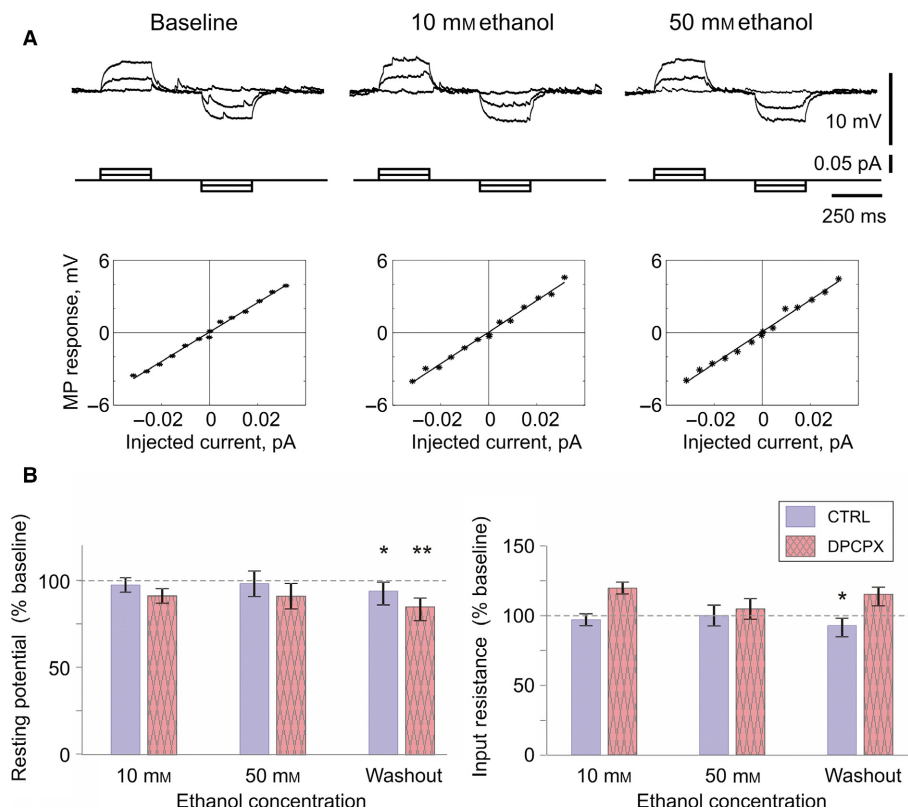 A
Baseline
10 mM ethanol
50 mM ethanol
10 mV
0.05 pA
250 ms
MP response, mV
6
0
−6
−0.02
0
0.02
Injected current, pA
6
0
−6
−0.02
0
0.02
Injected current, pA
6
0
−6
−0.02
0
0.02
Injected current, pA
B
Resting potential (% baseline)
100
50
0
* **
10 mM
50 mM
Washout
Ethanol concentration
Input resistance (% baseline)
150
100
50
0
CTRL
DPCPX
*
10 mM
50 mM
Washout
Ethanol concentration